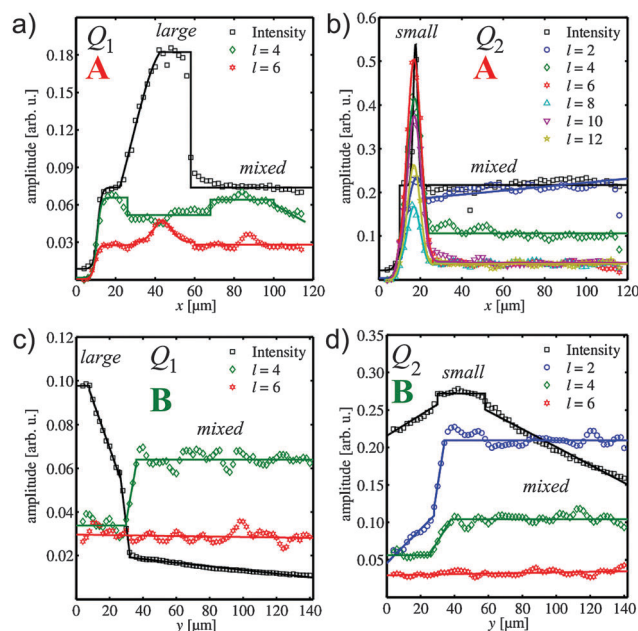 a) Q1 large
A
Intensity
l = 4
l = 6
mixed
amplitude [arb. u.]
0.18
0.15
0.12
0.09
0.06
0.03
0 20 40 60 80 100 120
x [μm]
b) Q2
small A
Intensity
l = 2
l = 4
l = 6
l = 8
l = 10
l = 12
mixed
amplitude [arb. u.]
0.5
0.4
0.3
0.2
0.1
0 20 40 60 80 100 120
x [μm]
c) Q1
large
B
Intensity
l = 4
l = 6
mixed
amplitude [arb. u.]
0.12
0.10
0.08
0.06
0.04
0.02
0 20 40 60 80 100 120 140
y [μm]
d) Q2
small
B
Intensity
l = 2
l = 4
l = 6
mixed
amplitude [arb. u.]
0.35
0.30
0.25
0.20
0.15
0.10
0.05
0 20 40 60 80 100 120 140
y [μm]